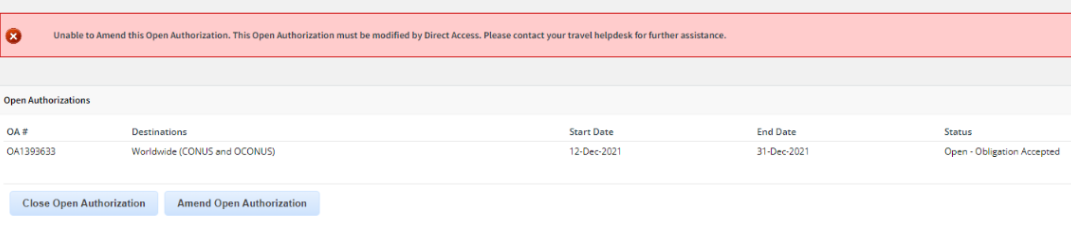 Unable to Amend this Open Authorization. This Open Authorization must be modified by Direct Access. Please contact your travel helpdesk for further assistance.
Open Authorizations
OA # Destinations Start Date End Date Status
OA1393633 Worldwide (CONUS and OCONUS) 12-Dec-2021 31-Dec-2021 Open - Obligation Accepted
Close Open Authorization Amend Open Authorization